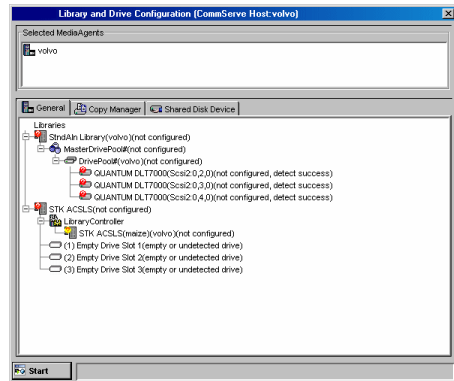 Library and Drive Configuration (CommServe Host:volvo)
Selected MediaAgents
volvo
General
Copy Manager
Shared Disk Device
Libraries
StndAln Library(volvo)(not configured)
MasterDrivePool#(not configured)
DrivePool#(volvo)(not configured)
QUANTUM DLT7000(Scsi2:0,2,0)(not configured, detect success)
QUANTUM DLT7000(Scsi2:0,3,0)(not configured, detect success)
QUANTUM DLT7000(Scsi2:0,4,0)(not configured, detect success)
STK ACSLS(not configured)
LibraryController
STK ACSLS(maize)(volvo)(not configured)
(1) Empty Drive Slot 1(empty or undetected drive)
(2) Empty Drive Slot 2(empty or undetected drive)
(3) Empty Drive Slot 3(empty or undetected drive)
Start